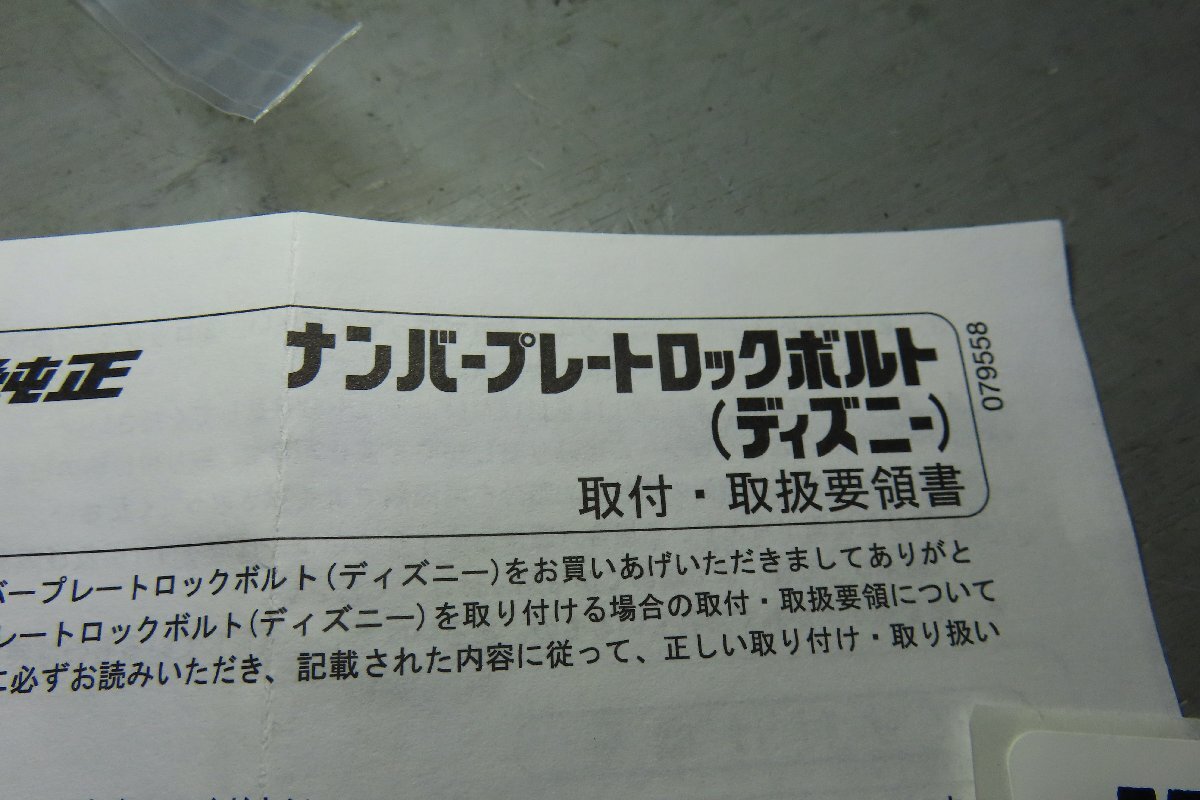 純正
ナンバープレートロックボルト
(ディズニー)
取付・取扱要領書
079558
バープレートロックボルト(ディズニー)をお買いあげいただきましてありがと
レートロックボルト(ディズニー)を取り付ける場合の取付・取扱要領について
に必ずお読みいただき、記載された内容に従って、正しい取り付け・取り扱い